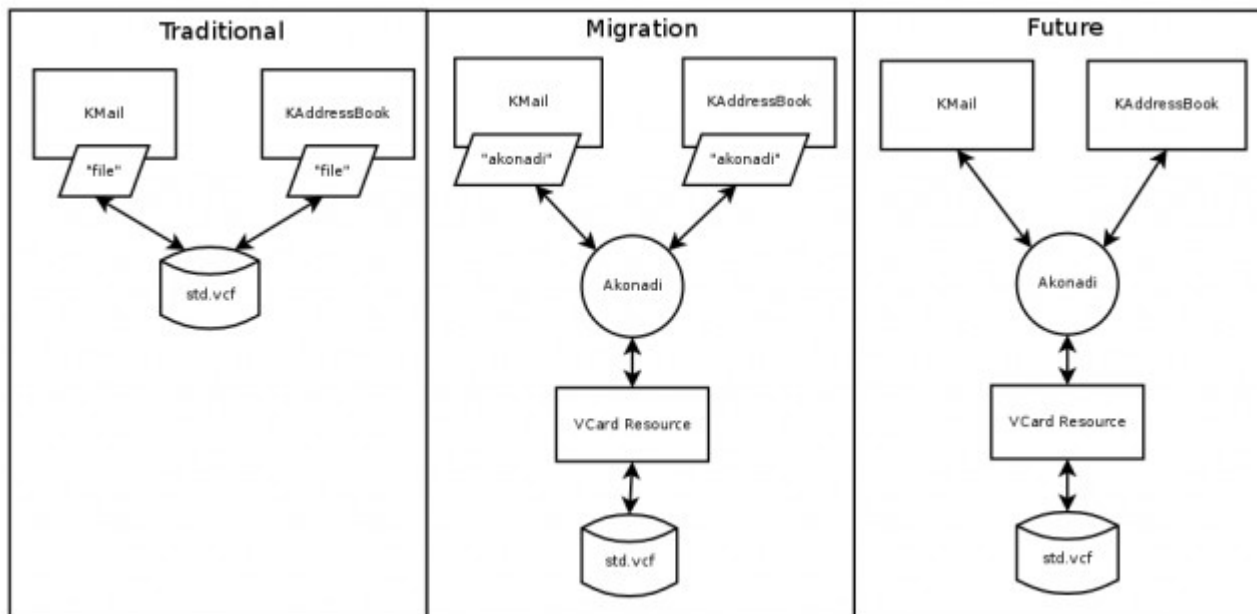 Traditional
KMail
KAddressBook
"file"
"file"
std.vcf
Migration
KMail
KAddressBook
"akonadi"
"akonadi"
Akonadi
VCard Resource
std.vcf
Future
KMail
KAddressBook
Akonadi
VCard Resource
std.vcf